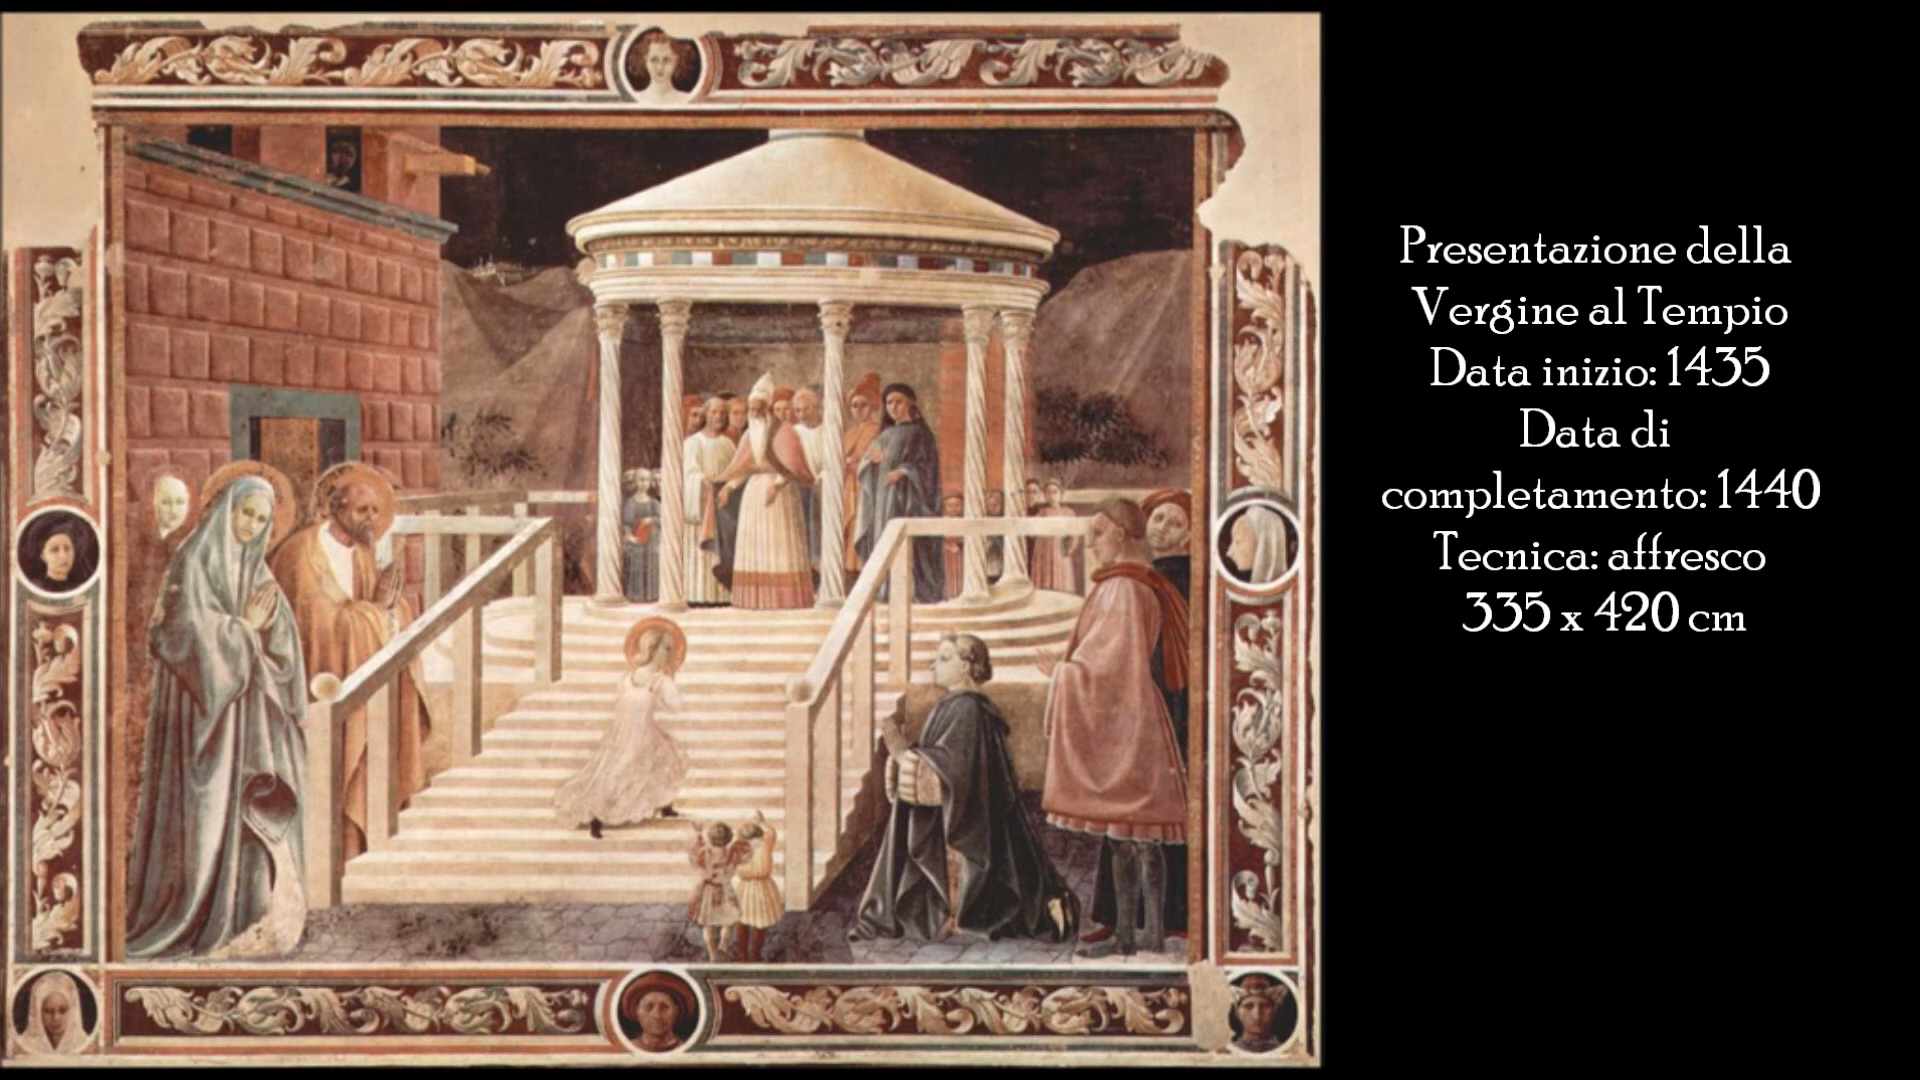 Presentazione della
Vergine al Tempio
Data inizio: 1435
Data di
completamento: 1440
Tecnica: affresco
335 x 420 cm